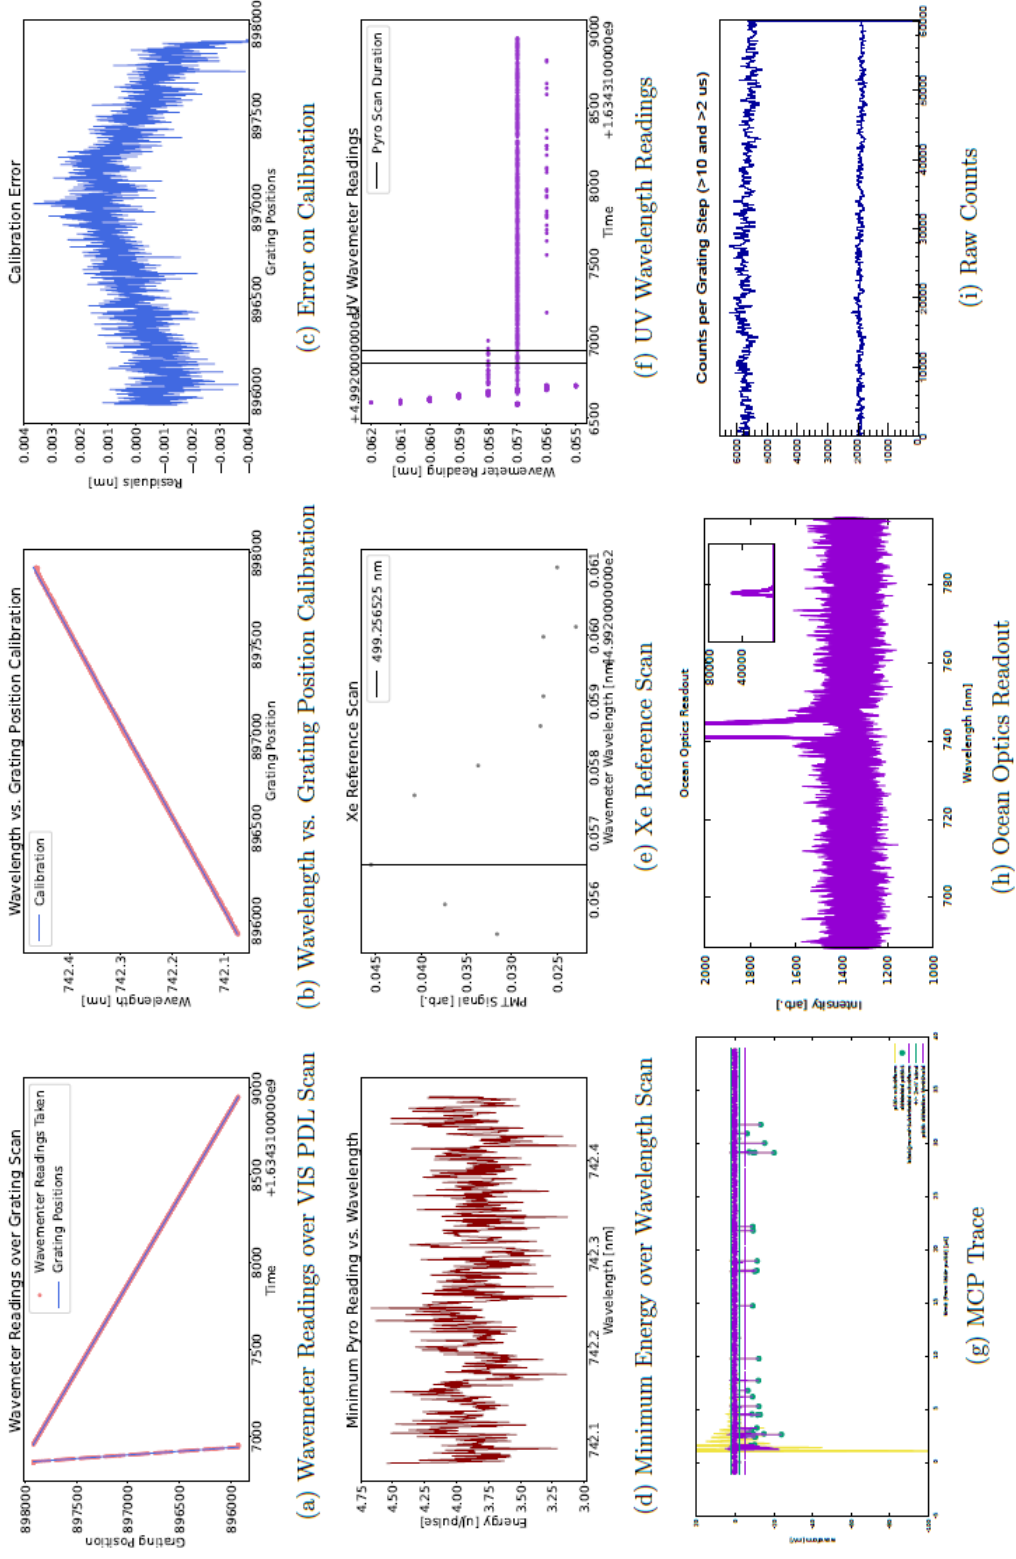 Wavemeter Readings over Grating Scan
Wavementer Readings Taken
Grating Positions
898000
897500
897000
896500
896000
Grating Position
7000
7500
8000
8500
9000
+1.6343100000e9
Time
(a) Wavemeter Readings over VIS PDL Scan
Wavelength vs. Grating Position Calibration
Calibration
742.4
742.3
742.2
742.1
Wavelength [nm]
896000
896500
897000
897500
898000
Grating Position
(b) Wavelength vs. Grating Position Calibration
Calibration Error
0.004
0.003
0.002
0.001
0.000
−0.001
−0.002
−0.003
−0.004
Residuals [nm]
896000
896500
897000
897500
898000
Grating Positions
(c) Error on Calibration
Minimum Pyro Reading vs. Wavelength
4.75
4.50
4.25
4.00
3.75
3.50
3.25
3.00
Energy [uJ/pulse]
742.1
742.2
742.3
742.4
Wavelength [nm]
(d) Minimum Energy over Wavelength Scan
Xe Reference Scan
499.256525 nm
0.045
0.040
0.035
0.030
0.025
PMT Signal [arb.]
0.056
0.057
0.058
0.059
0.060
0.061
Wavemeter Wavelength [nm]
+4.9920000000e2
(e) Xe Reference Scan
UV Wavemeter Readings
Pyro Scan Duration
0.062
0.061
0.060
0.059
0.058
0.057
0.056
0.055
Wavemeter Reading [nm]
6500
7000
7500
8000
8500
9000
+1.6343100000e9
Time
(f) UV Wavelength Readings
(g) MCP Trace
Ocean Optics Readout
80000
40000
2000
1800
1600
1400
1200
1000
Intensity [arb.]
700
720
740
760
780
Wavelength [nm]
(h) Ocean Optics Readout
Counts per Grating Step (>10 and >2 us)
6000
5000
4000
3000
2000
1000
0
0
10000
20000
30000
40000
50000
60000
(i) Raw Counts